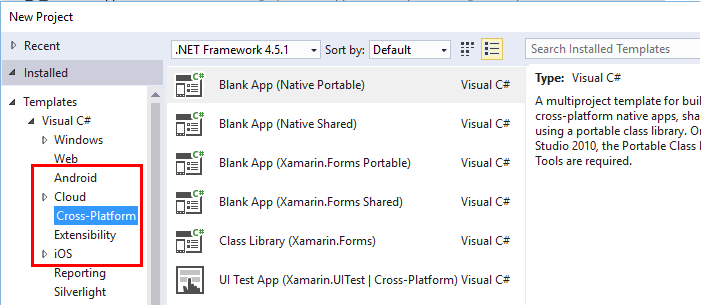 New Project
Recent
Installed
Templates
Visual C#
Windows
Web
Android
Cloud
Cross-Platform
Extensibility
iOS
Reporting
Silverlight
.NET Framework 4.5.1
Sort by: Default
Blank App (Native Portable) Visual C#
Blank App (Native Shared) Visual C#
Blank App (Xamarin.Forms Portable) Visual C#
Blank App (Xamarin.Forms Shared) Visual C#
Class Library (Xamarin.Forms) Visual C#
UI Test App (Xamarin.UITest | Cross-Platform) Visual C#
Search Installed Templates
Type: Visual C#
A multiproject template for buil
cross-platform native apps, sha
using a portable class library. On
Studio 2010, the Portable Class L
Tools are required.